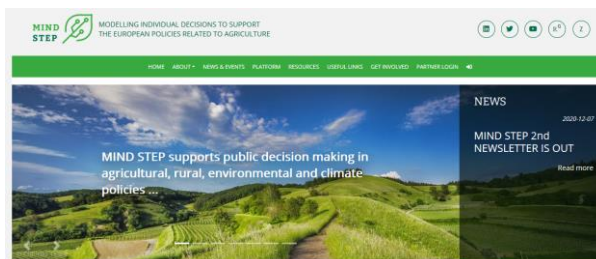 MIND STEP
MODELLING INDIVIDUAL DECISIONS TO SUPPORT
THE EUROPEAN POLICIES RELATED TO AGRICULTURE
HOME ABOUT NEWS & EVENTS PLATFORM RESOURCES USEFUL LINKS GET INVOLVED PARTNER LOGIN
MIND STEP supports public decision making in
agricultural, rural, environmental and climate
policies ...
NEWS
2020-12-07
MIND STEP 2nd
NEWSLETTER IS OUT
Read more